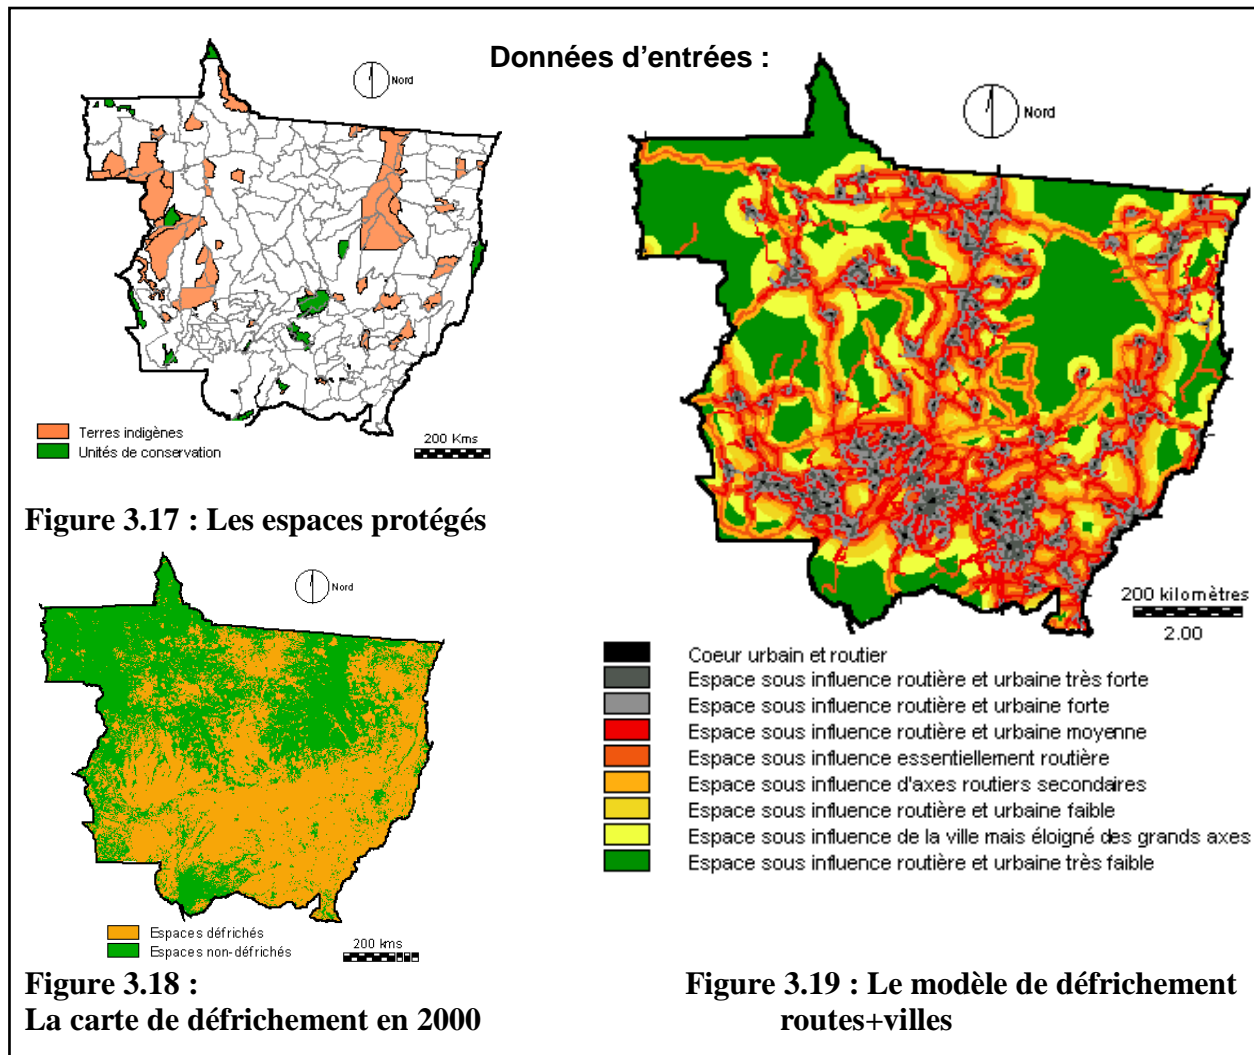 Données d'entrées :
Nord
Terres indigènes
Unités de conservation
200 Kms
Figure 3.17 : Les espaces protégés
Nord
Espaces défrichés
Espaces non-défrichés
200 kms
Figure 3.18 :
La carte de défrichement en 2000
Nord
200 kilomètres
2.00
Coeur urbain et routier
Espace sous influence routière et urbaine très forte
Espace sous influence routière et urbaine forte
Espace sous influence routière et urbaine moyenne
Espace sous influence essentiellement routière
Espace sous influence d'axes routiers secondaires
Espace sous influence routière et urbaine faible
Espace sous influence de la ville mais éloigné des grands axes
Espace sous influence routière et urbaine très faible
Figure 3.19 : Le modèle de défrichement
routes+villes